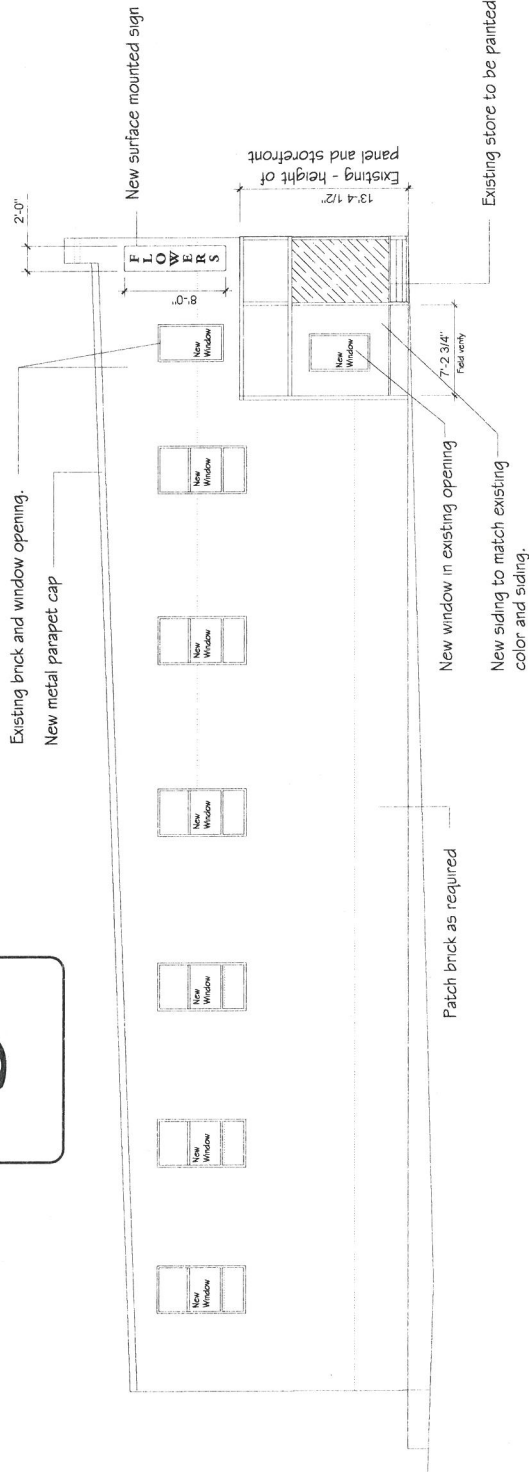 Existing brick and window opening.
New metal parapet cap
2'-0"
New surface mounted sign
F
L
O
W
E
R
S
8'-0"
New
Window
New
Window
New
Window
New
Window
New
Window
New
Window
New
Window
Existing - height of
panel and storefront
13'-4 1/2"
New
Window
7'-2 3/4"
Field verify
Existing store to be painted
New window in existing opening
New siding to match existing
color and siding.
Patch brick as required